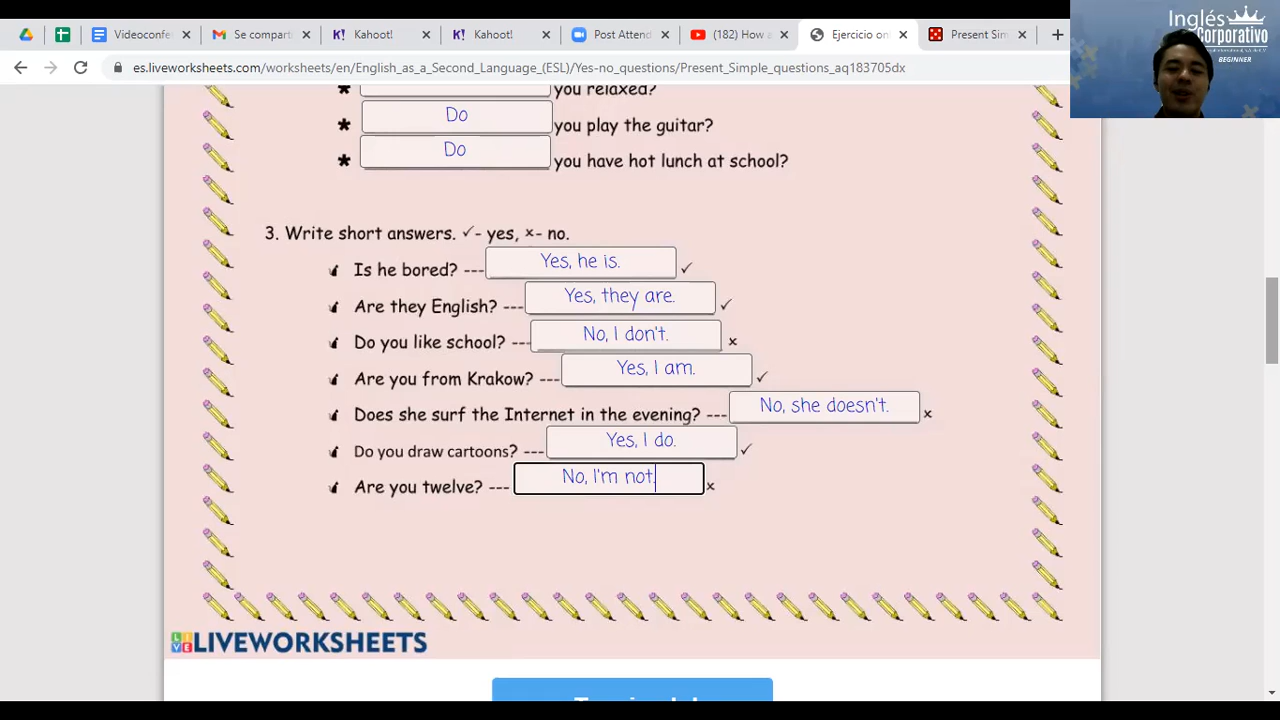 Videoconfe
Se compart
Kahoot!
Kahoot!
Post Attend
(182) How
Ejercicio on
Present Sim
es.liveworksheets.com/worksheets/en/English_as_a_Second_Language_(ESL)/Yes-no_questions/Present_Simple_questions_aq183705dx
Inglés
Corporativo
BEGINNER
* you relaxed?
* Do you play the guitar?
* Do you have hot lunch at school?
3. Write short answers. ✓- yes, ×- no.
Is he bored? --- Yes, he is. ✓
Are they English? --- Yes, they are. ✓
Do you like school? --- No, I don't. ×
Are you from Krakow? --- Yes, I am. ✓
Does she surf the Internet in the evening? --- No, she doesn't. ×
Do you draw cartoons? --- Yes, I do. ✓
Are you twelve? --- No, I'm not. ×
LIVEWORKSHEETS